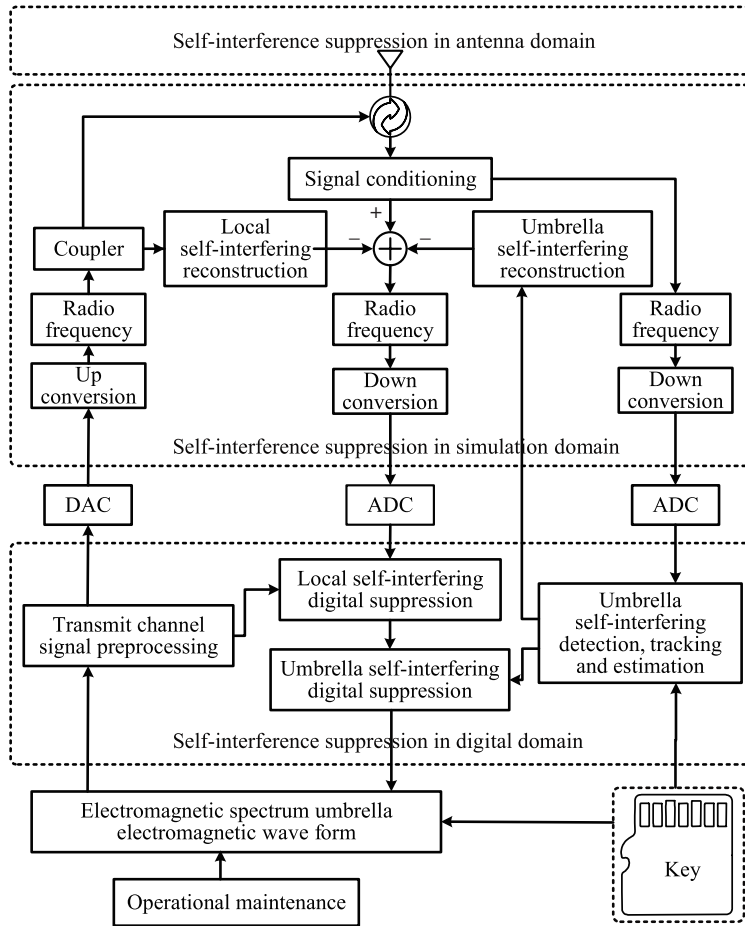 Self-interference suppression in antenna domain
Signal conditioning
+
Coupler
Local
self-interfering
reconstruction
−
−
Umbrella
self-interfering
reconstruction
Radio
frequency
Radio
frequency
Radio
frequency
Up
conversion
Down
conversion
Down
conversion
Self-interference suppression in simulation domain
DAC
ADC
ADC
Local self-interfering
digital suppression
Transmit channel
signal preprocessing
Umbrella
self-interfering
detection, tracking
and estimation
Umbrella self-interfering
digital suppression
Self-interference suppression in digital domain
Electromagnetic spectrum umbrella
electromagnetic wave form
Key
Operational maintenance